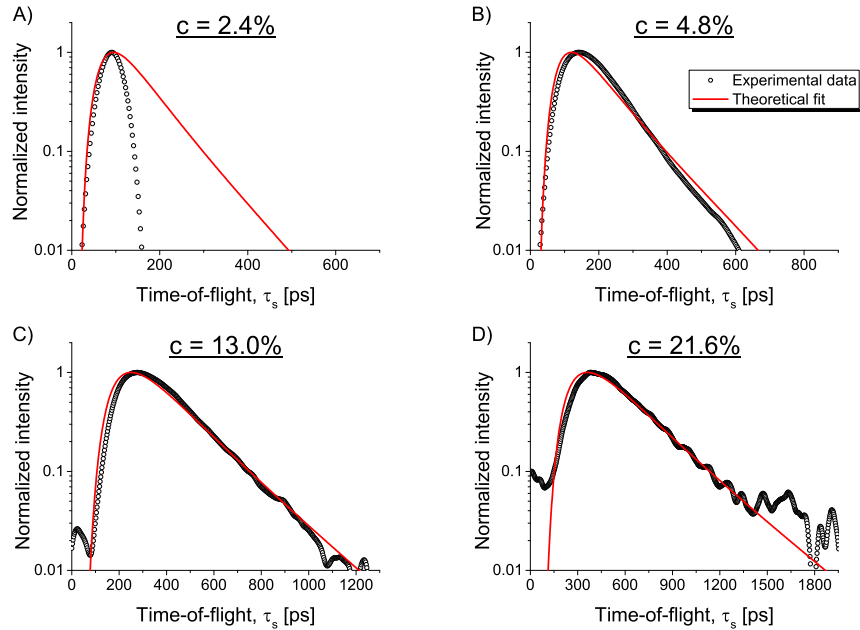 A)
c = 2.4%
Normalized intensity
1
0.1
0.01
0 200 400 600
Time-of-flight, τs [ps]
B)
c = 4.8%
Experimental data
Theoretical fit
Normalized intensity
1
0.1
0.01
0 200 400 600 800
Time-of-flight, τs [ps]
C)
c = 13.0%
Normalized intensity
1
0.1
0.01
0 200 400 600 800 1000 1200
Time-of-flight, τs [ps]
D)
c = 21.6%
Normalized intensity
1
0.1
0.01
0 300 600 900 1200 1500 1800
Time-of-flight, τs [ps]